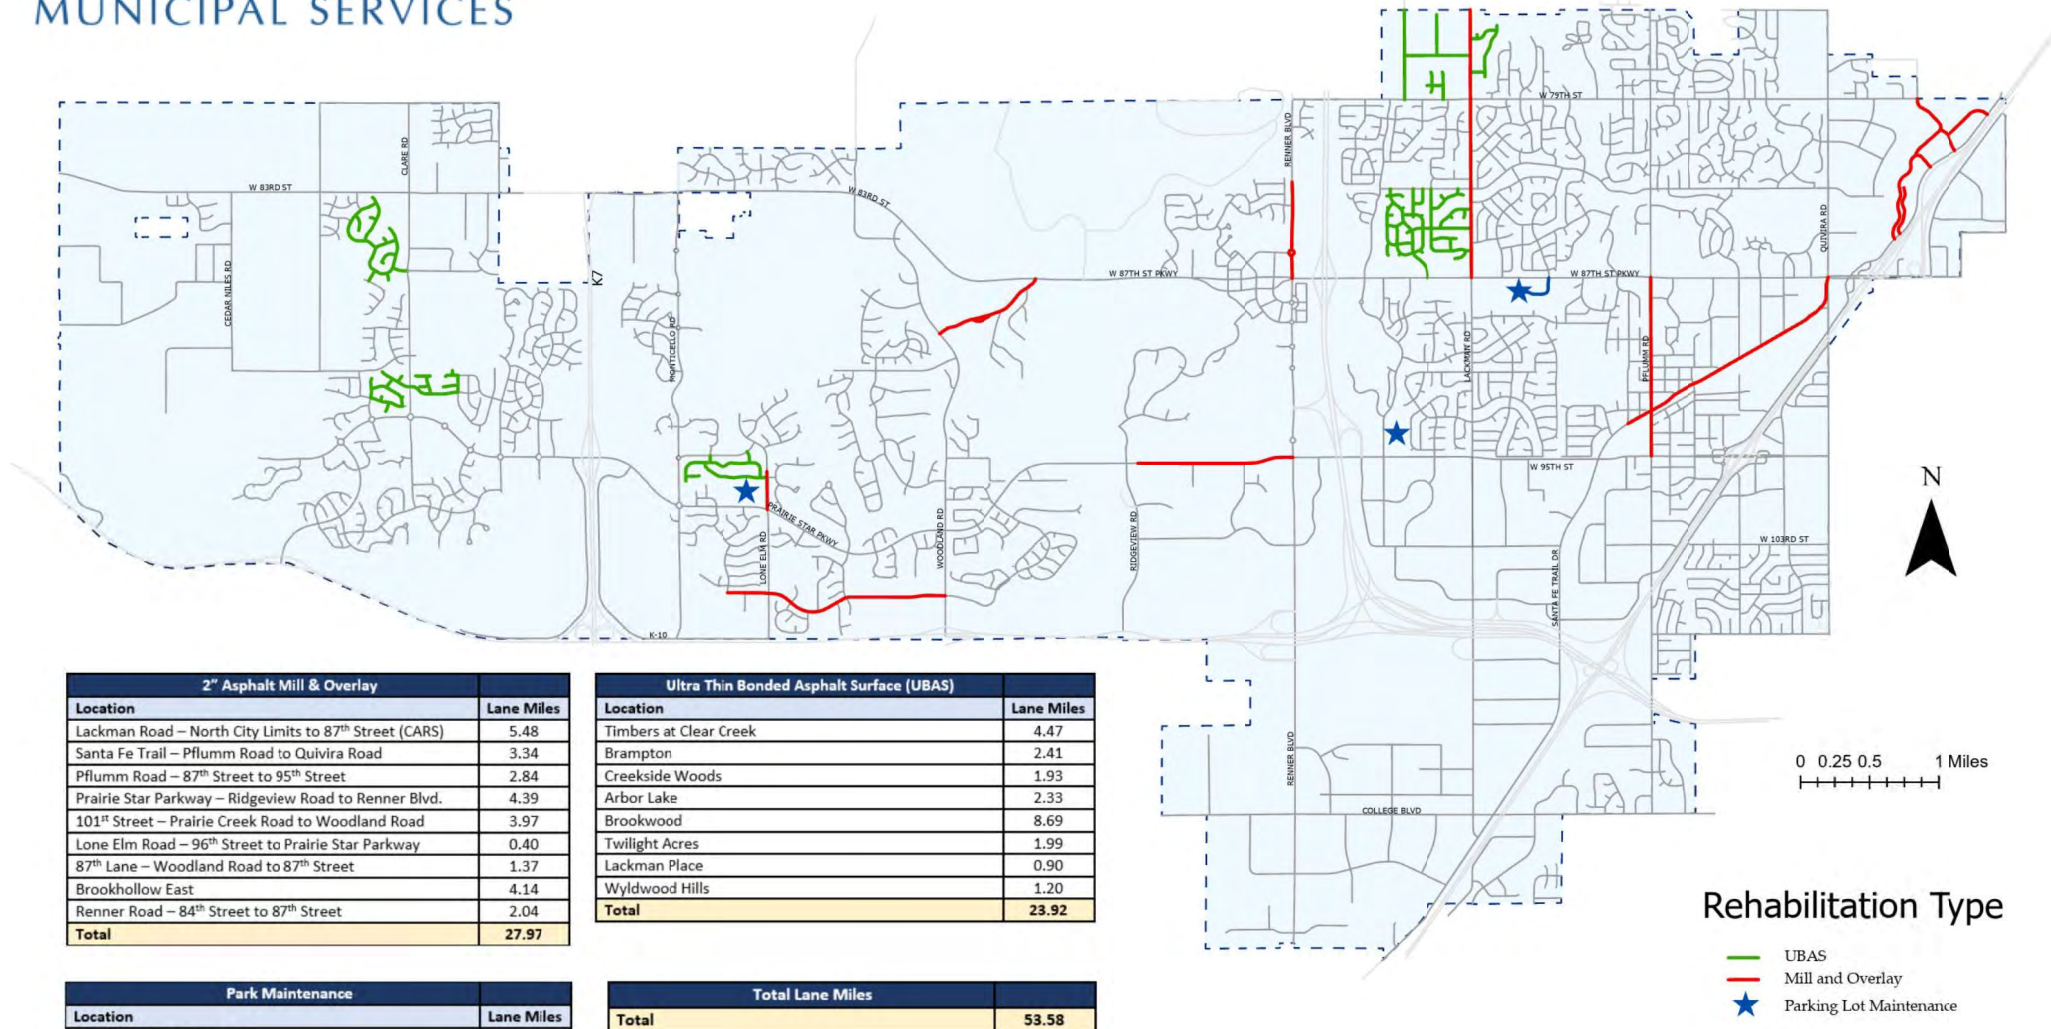 MUNICIPAL SERVICES
W 79TH ST
RENNER BLVD
CLARE RD
W 83RD ST
W 83RD ST
QUIVIRA RD
CEDAR NILES RD
K7
W 87TH ST PKWY
W 87TH ST PKWY
MONTICELLO RD
LACKMAN RD
PFLUMM RD
W 95TH ST
N
PRAIRIE STAR PKWY
LONE ELM RD
WOODLAND RD
RIDGEVIEW RD
SANTA FE TRAIL DR
W 103RD ST
K-10
RENNER BLVD
COLLEGE BLVD
0 0.25 0.5 1 Miles
2" Asphalt Mill & Overlay
Location Lane Miles
Lackman Road – North City Limits to 87th Street (CARS) 5.48
Santa Fe Trail – Pflumm Road to Quivira Road 3.34
Pflumm Road – 87th Street to 95th Street 2.84
Prairie Star Parkway – Ridgeview Road to Renner Blvd. 4.39
101st Street – Prairie Creek Road to Woodland Road 3.97
Lone Elm Road – 96th Street to Prairie Star Parkway 0.40
87th Lane – Woodland Road to 87th Street 1.37
Brookhollow East 4.14
Renner Road – 84th Street to 87th Street 2.04
Total 27.97
Ultra Thin Bonded Asphalt Surface (UBAS)
Location Lane Miles
Timbers at Clear Creek 4.47
Brampton 2.41
Creekside Woods 1.93
Arbor Lake 2.33
Brookwood 8.69
Twilight Acres 1.99
Lackman Place 0.90
Wyldwood Hills 1.20
Total 23.92
Park Maintenance
Location Lane Miles
Total Lane Miles
Total 53.58
Rehabilitation Type
UBAS
Mill and Overlay
Parking Lot Maintenance